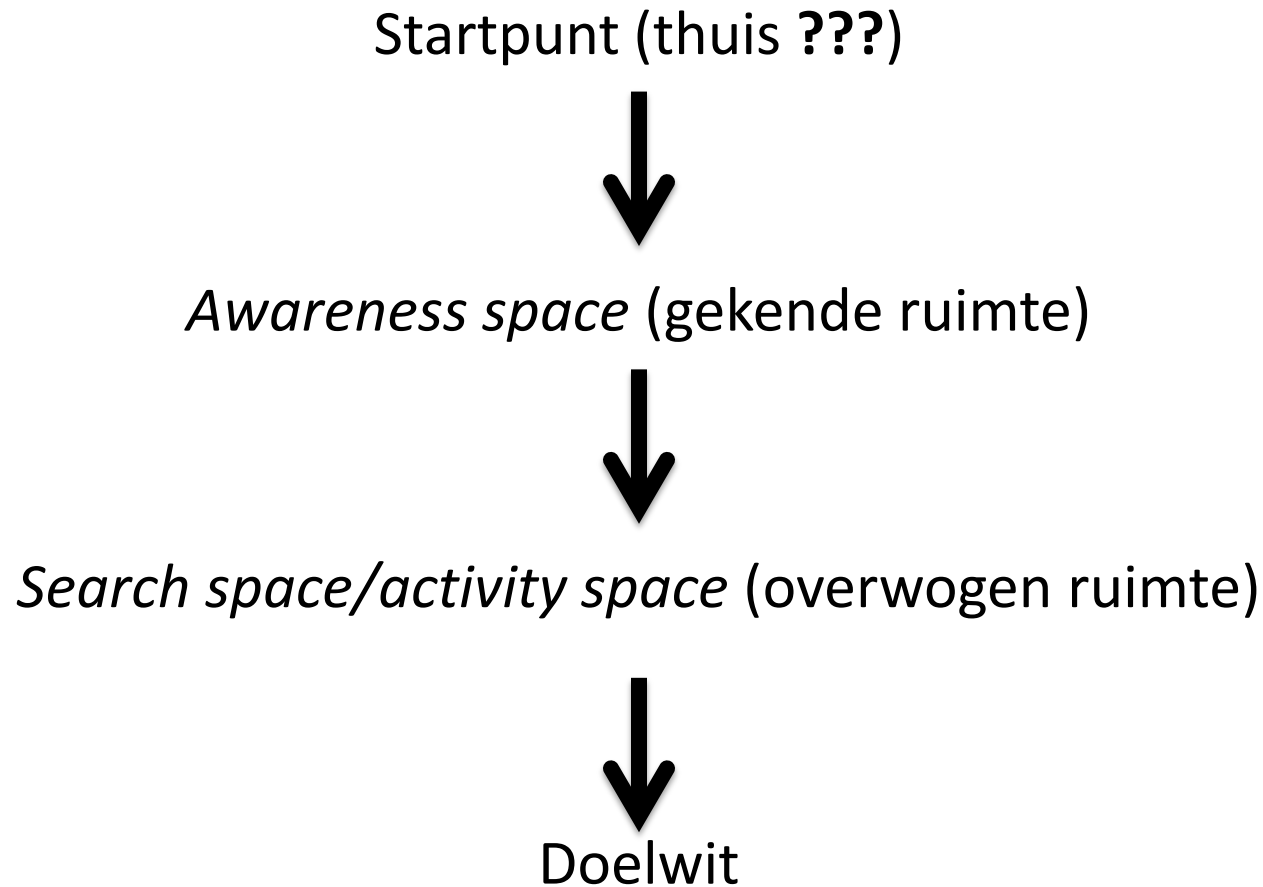 Startpunt (thuis ???)
Awareness space (gekende ruimte)
Search space/activity space (overwogen ruimte)
Doelwit